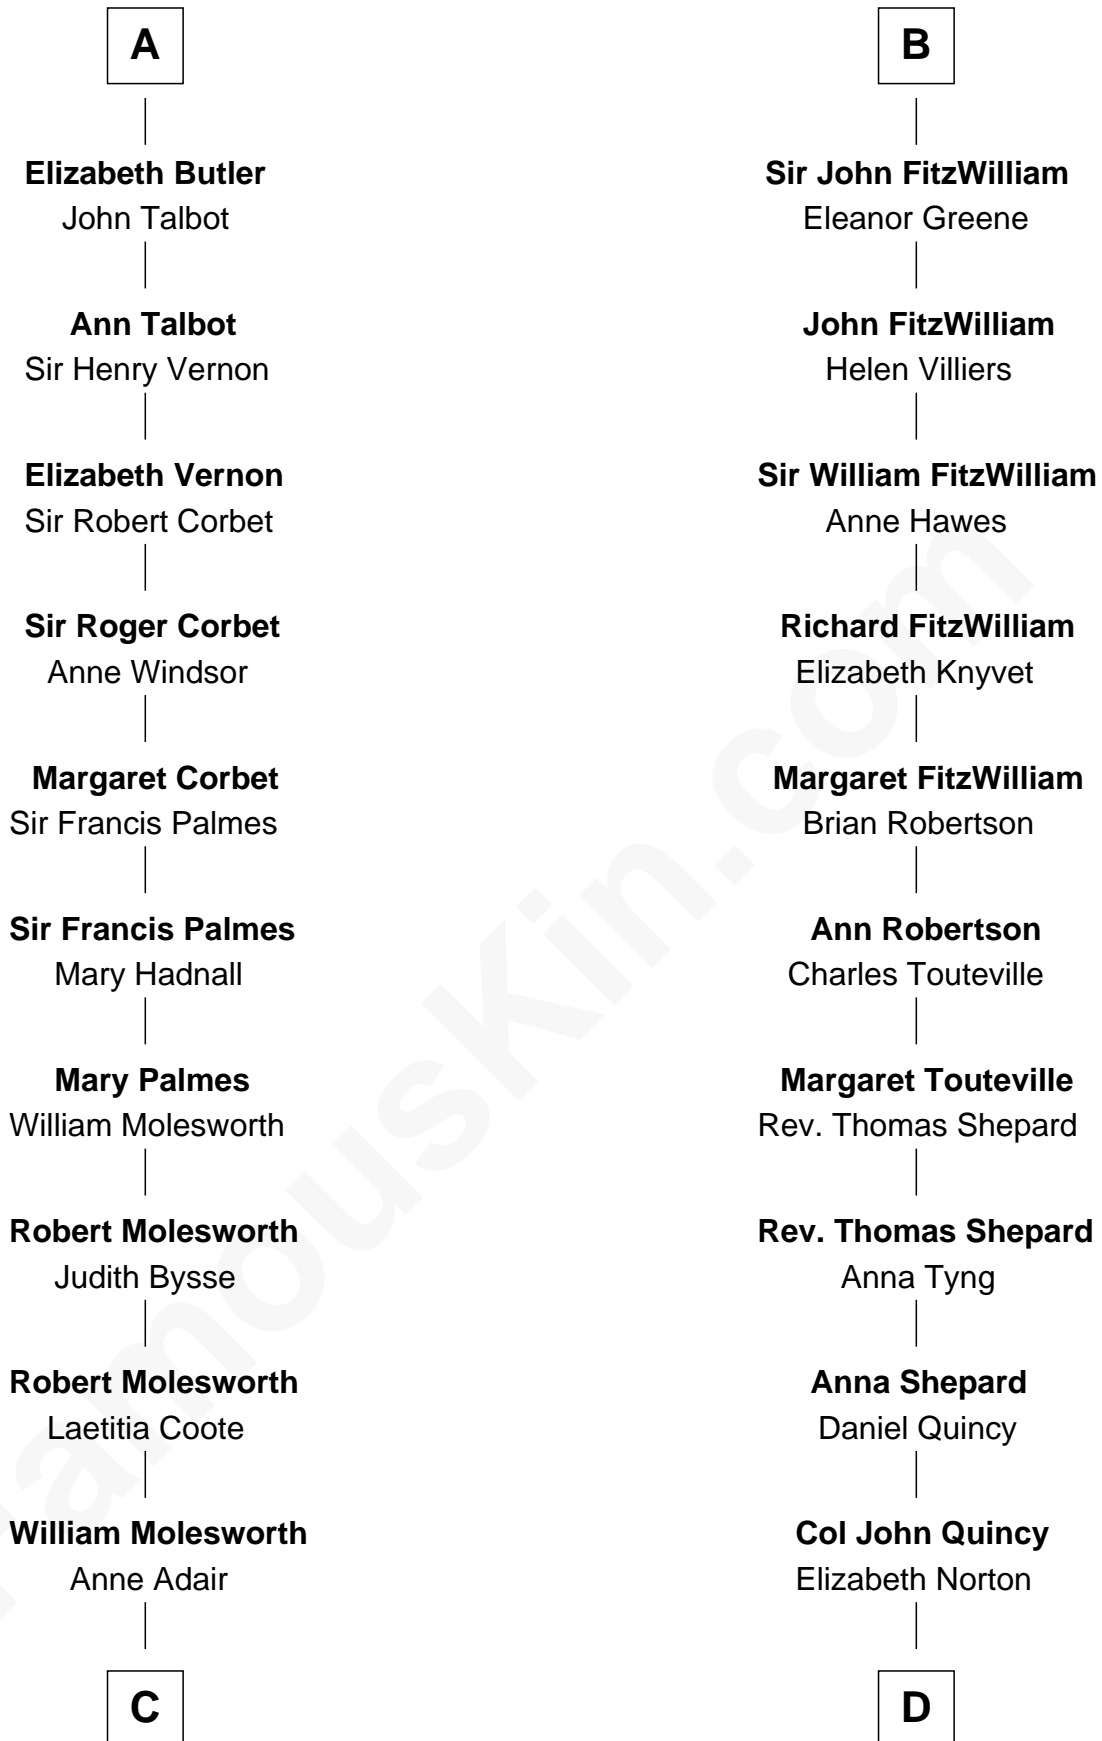 A
Elizabeth Butler
John Talbot
Ann Talbot
Sir Henry Vernon
Elizabeth Vernon
Sir Robert Corbet
Sir Roger Corbet
Anne Windsor
Margaret Corbet
Sir Francis Palmes
Sir Francis Palmes
Mary Hadnall
Mary Palmes
William Molesworth
Robert Molesworth
Judith Bysse
Robert Molesworth
Laetitia Coote
William Molesworth
Anne Adair
C
B
Sir John FitzWilliam
Eleanor Greene
John FitzWilliam
Helen Villiers
Sir William FitzWilliam
Anne Hawes
Richard FitzWilliam
Elizabeth Knyvet
Margaret FitzWilliam
Brian Robertson
Ann Robertson
Charles Touteville
Margaret Touteville
Rev. Thomas Shepard
Rev. Thomas Shepard
Anna Tyng
Anna Shepard
Daniel Quincy
Col John Quincy
Elizabeth Norton
D
FamousKin.com